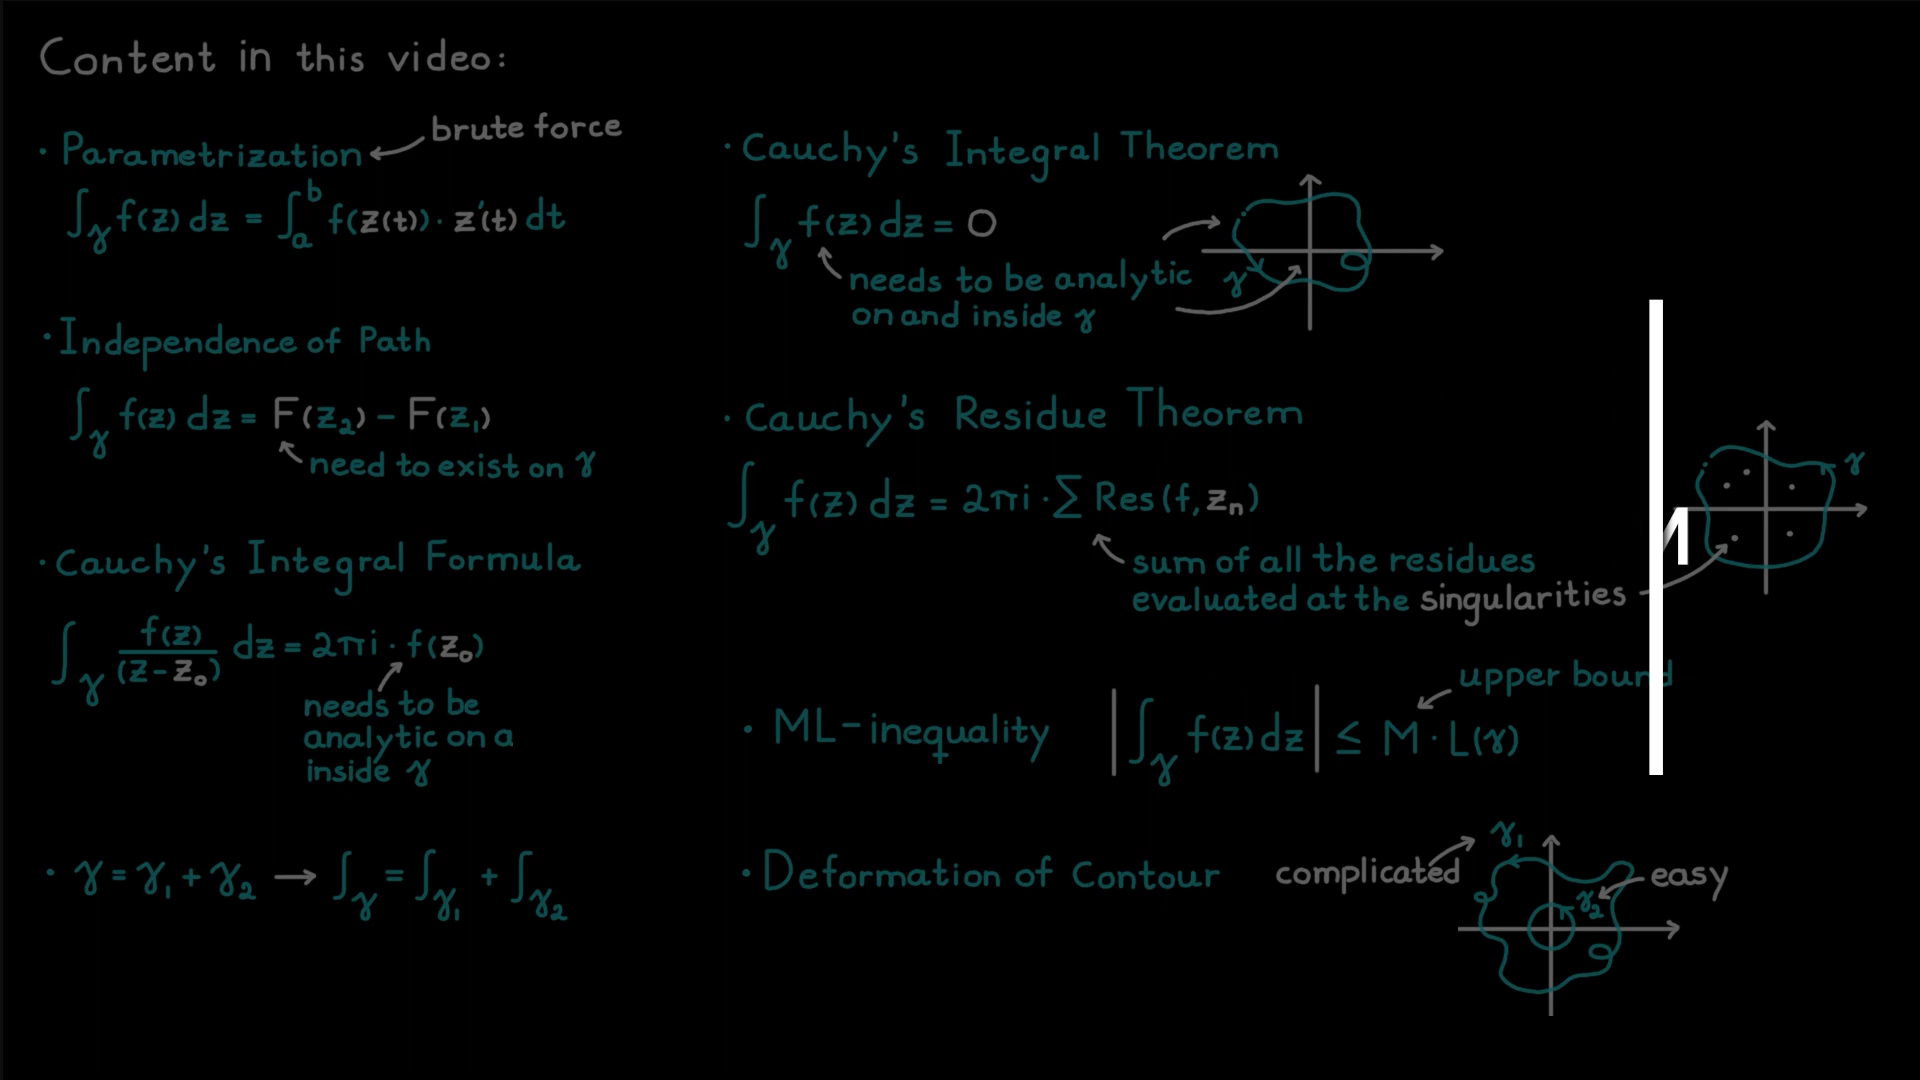 Content in this video:
· Parametrization
brute force
∫γ f(z) dz = ∫ₐᵇ f(z(t)) · z'(t) dt
· Independence of Path
∫γ f(z) dz = F(z₂) − F(z₁)
need to exist on γ
· Cauchy's Integral Formula
∫γ f(z)/(z−z₀) dz = 2πi · f(z₀)
needs to be
analytic on a
inside γ
· γ = γ₁ + γ₂ → ∫γ = ∫γ₁ + ∫γ₂
· Cauchy's Integral Theorem
∫γ f(z) dz = 0
needs to be analytic
on and inside γ
γ
· Cauchy's Residue Theorem
∫γ f(z) dz = 2πi · ∑ Res(f, zₙ)
sum of all the residues
evaluated at the singularities
γ
· ML-inequality |∫γ f(z) dz| ≤ M · L(γ)
upper bound
· Deformation of Contour
complicated
γ₁
γ₂
easy